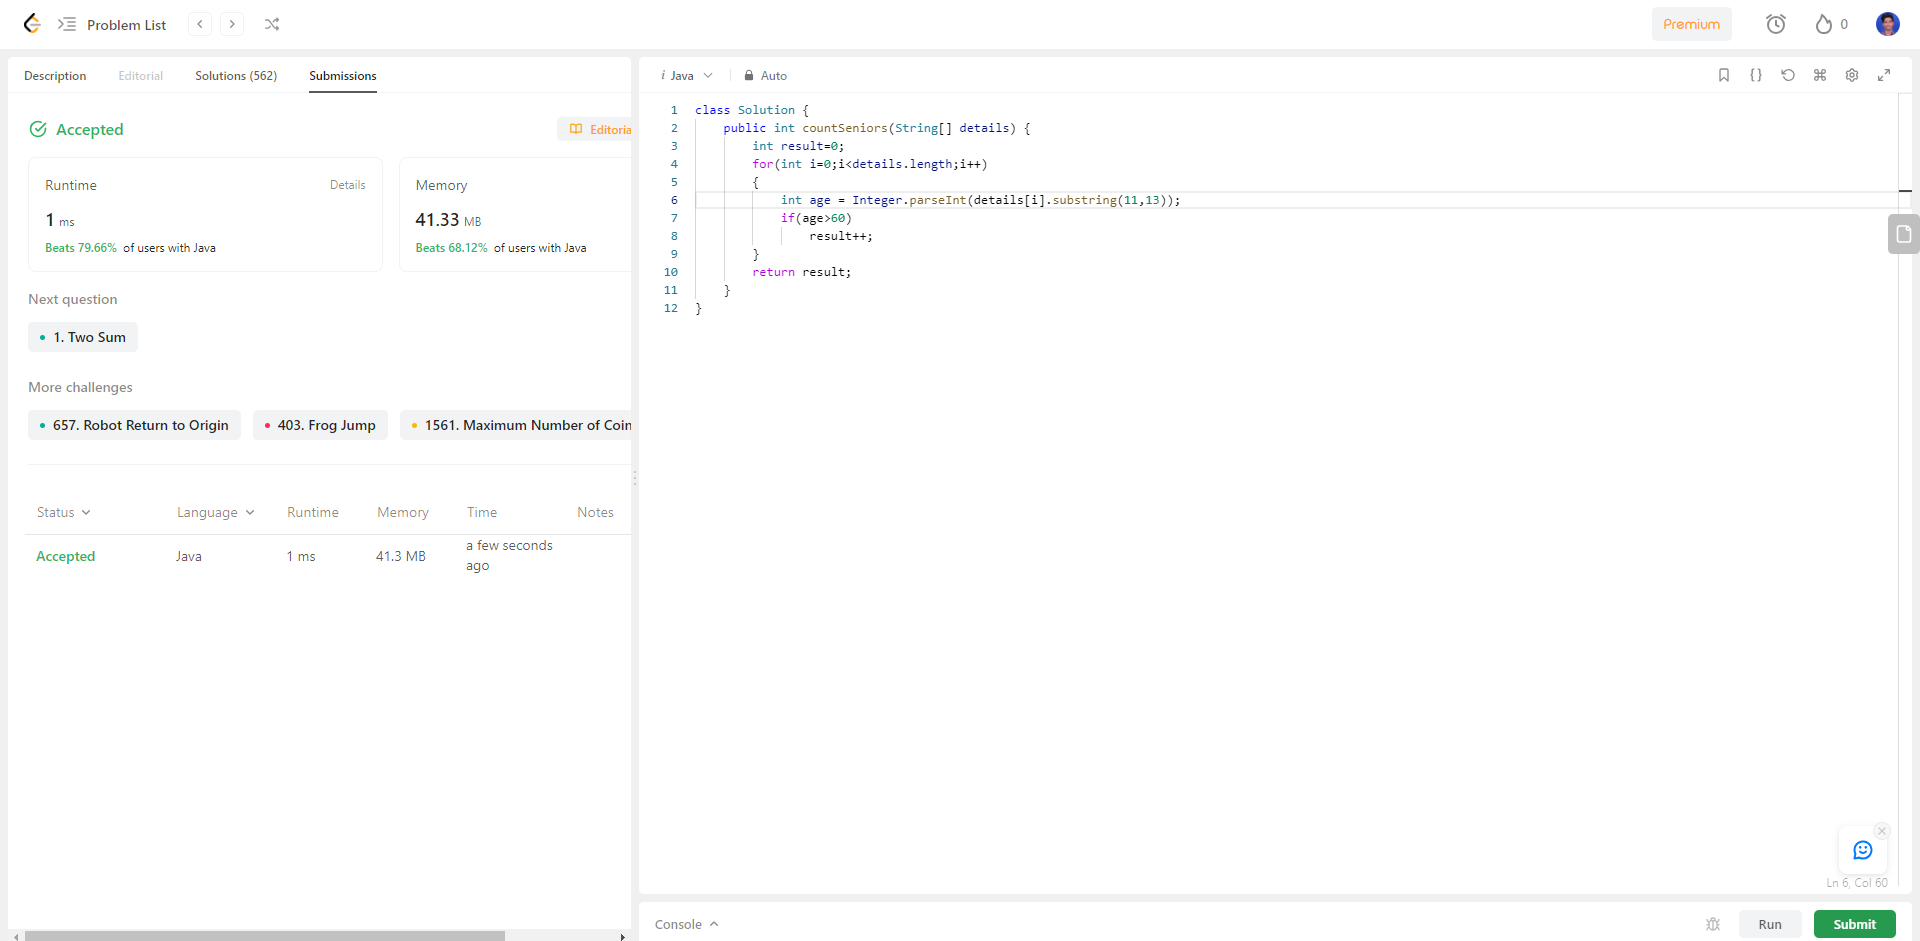 Problem List
Premium
0
Description
Editorial
Solutions (562)
Submissions
Accepted
Editoria
Runtime
Details
1 ms
Beats 79.66% of users with Java
Memory
41.33 MB
Beats 68.12% of users with Java
Next question
1. Two Sum
More challenges
657. Robot Return to Origin
403. Frog Jump
1561. Maximum Number of Coin
Status
Language
Runtime
Memory
Time
Notes
Accepted
Java
1 ms
41.3 MB
a few seconds
ago
i Java
Auto
1 class Solution {
2 public int countSeniors(String[] details) {
3 int result=0;
4 for(int i=0;i<details.length;i++)
5 {
6 int age = Integer.parseInt(details[i].substring(11,13));
7 if(age>60)
8 result++;
9 }
10 return result;
11 }
12 }
Ln 6, Col 60
Console
Run
Submit